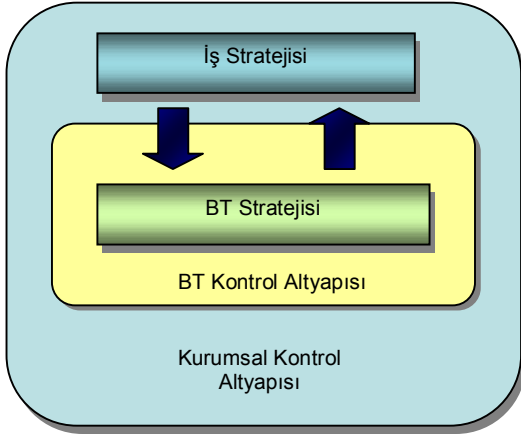 İş Stratejisi
BT Stratejisi
BT Kontrol Altyapısı
Kurumsal Kontrol
Altyapısı